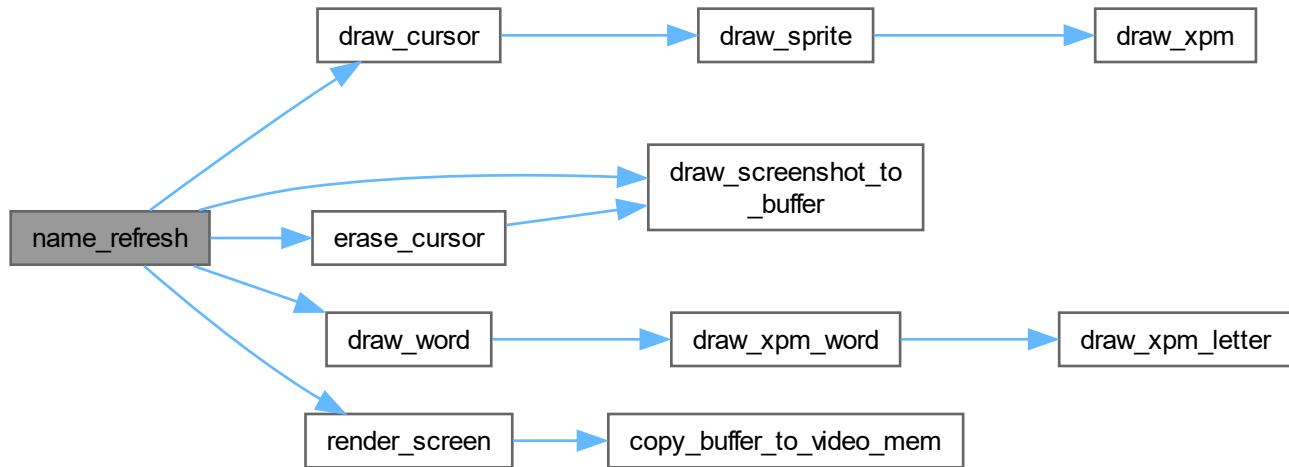 draw_cursor
draw_sprite
draw_xpm
draw_screenshot_to
_buffer
name_refresh
erase_cursor
draw_word
draw_xpm_word
draw_xpm_letter
render_screen
copy_buffer_to_video_mem